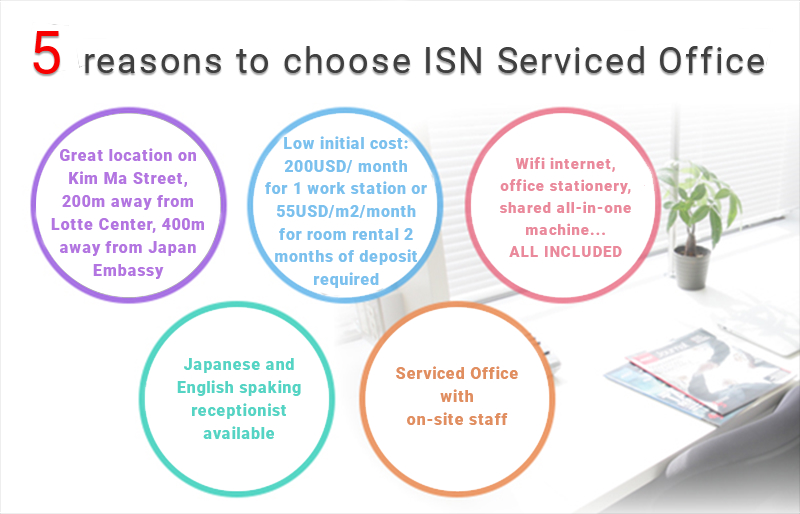 5 reasons to choose ISN Serviced Office
Great location on
Kim Ma Street,
200m away from
Lotte Center, 400m
away from Japan
Embassy
Low initial cost:
200USD/ month
for 1 work station or
55USD/m2/month
for room rental 2
months of deposit
required
Wifi internet,
office stationery,
shared all-in-one
machine...
ALL INCLUDED
Japanese and
English spaking
receptionist
available
Serviced Office
with
on-site staff